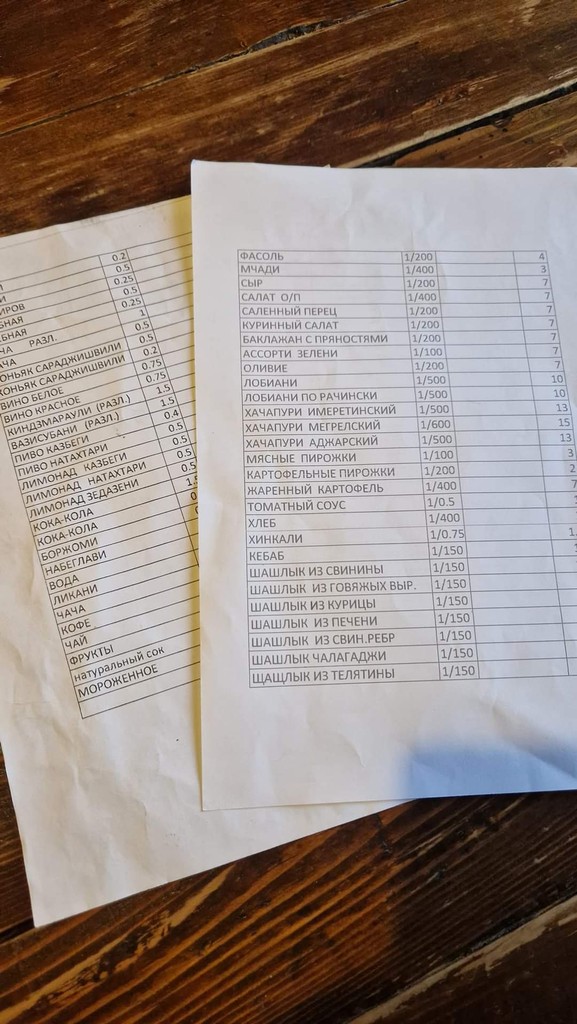 0.2
0.5
0.25
0.5
РАЗЛ. 0.25
1
КОНЬЯК САРАДЖИШВИЛИ 0.5
КОНЬЯК САРАДЖИШВИЛИ 0.5
ВИНО БЕЛОЕ 0.2
ВИНО КРАСНОЕ 0.75
КИНДЗМАРАУЛИ (РАЗЛ.) 0.75
ВАЗИСУБАНИ (РАЗЛ.) 1.5
ПИВО КАЗБЕГИ 1.5
ПИВО НАТАХТАРИ 0.4
ЛИМОНАД КАЗБЕГИ 0.5
ЛИМОНАД НАТАХТАРИ 0.5
ЛИМОНАД ЗЕДАЗЕНИ 0.5
КОКА-КОЛА
КОКА-КОЛА
БОРЖОМИ
НАБЕГЛАВИ
ВОДА
ЛИКАНИ
ЧАЧА
КОФЕ
ЧАЙ
ФРУКТЫ
натуральный сок
МОРОЖЕННОЕ
ФАСОЛЬ 1/200 4
МЧАДИ 1/400 3
СЫР 1/200 7
САЛАТ О/П 1/400 7
САЛЕННЫЙ ПЕРЕЦ 1/200 7
КУРИННЫЙ САЛАТ 1/200 7
БАКЛАЖАН С ПРЯНОСТЯМИ 1/200 7
АССОРТИ ЗЕЛЕНИ 1/100 7
ОЛИВИЕ 1/200 7
ЛОБИАНИ 1/500 10
ЛОБИАНИ ПО РАЧИНСКИ 1/500 10
ХАЧАПУРИ ИМЕРЕТИНСКИЙ 1/500 13
ХАЧАПУРИ МЕГРЕЛСКИЙ 1/600 15
ХАЧАПУРИ АДЖАРСКИЙ 1/500 13
МЯСНЫЕ ПИРОЖКИ 1/100 3
КАРТОФЕЛЬНЫЕ ПИРОЖКИ 1/200 2
ЖАРЕННЫЙ КАРТОФЕЛЬ 1/400 7
ТОМАТНЫЙ СОУС 1/0.5
ХЛЕБ 1/400
ХИНКАЛИ 1/0.75
КЕБАБ 1/150
ШАШЛЫК ИЗ СВИНИНЫ 1/150
ШАШЛЫК ИЗ ГОВЯЖЫХ ВЫР. 1/150
ШАШЛЫК ИЗ КУРИЦЫ 1/150
ШАШЛЫК ИЗ ПЕЧЕНИ 1/150
ШАШЛЫК ИЗ СВИН.РЕБР 1/150
ШАШЛЫК ЧАЛАГАДЖИ 1/150
ЩАЩЛЫК ИЗ ТЕЛЯТИНЫ 1/150